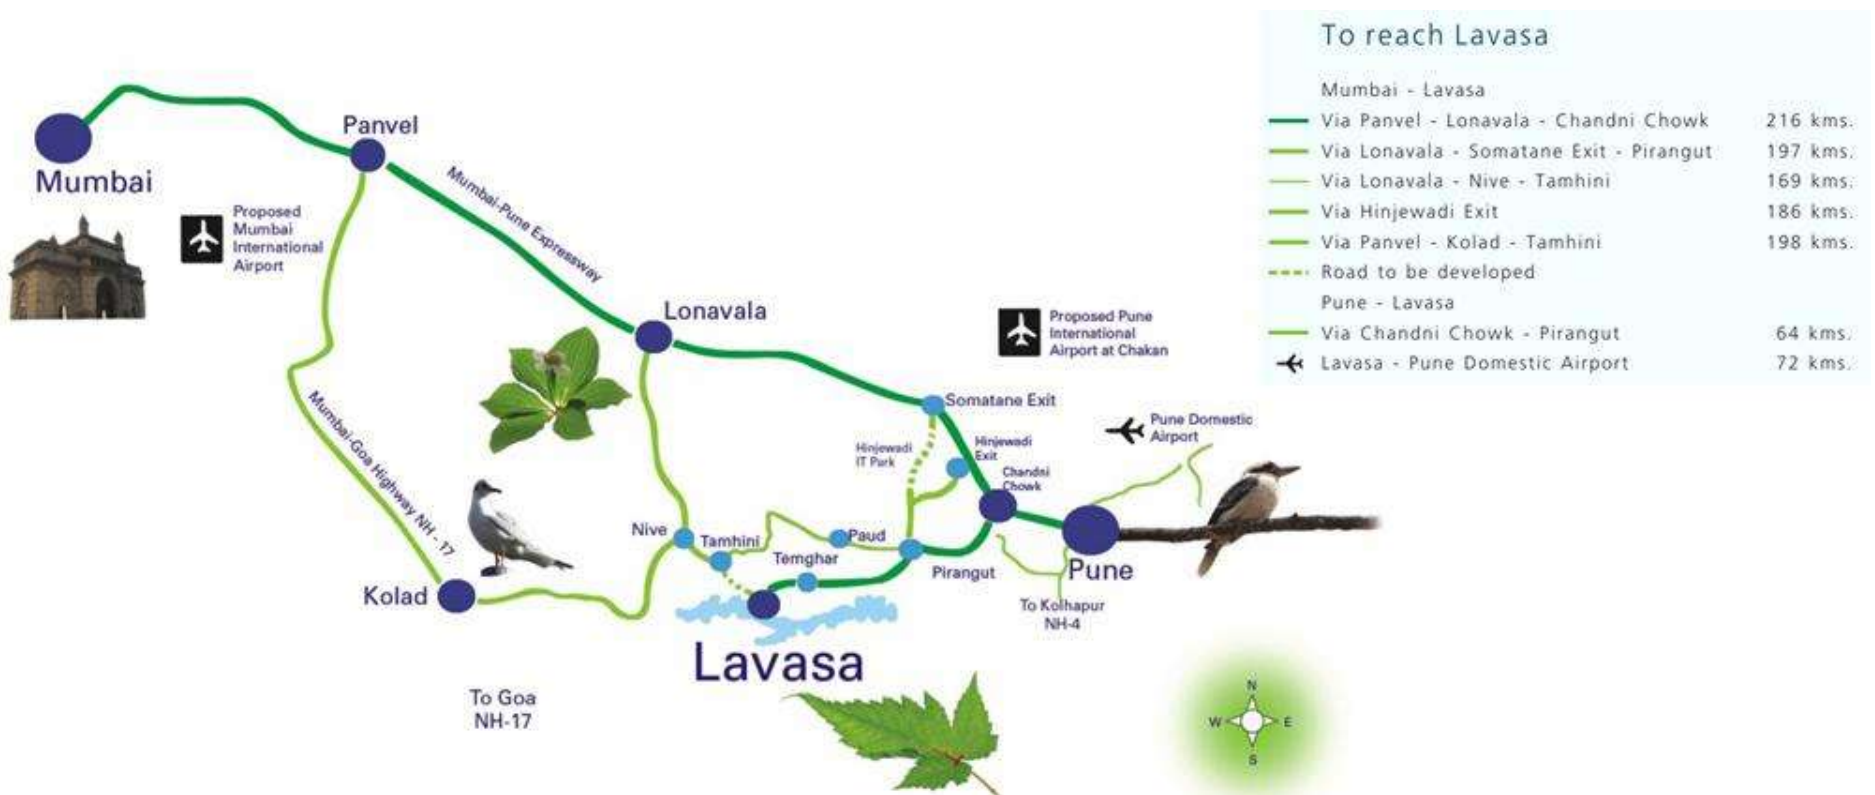 To reach Lavasa
Mumbai - Lavasa
Via Panvel - Lonavala - Chandni Chowk 216 kms.
Via Lonavala - Somatane Exit - Pirangut 197 kms.
Via Lonavala - Nive - Tamhini 169 kms.
Via Hinjewadi Exit 186 kms.
Via Panvel - Kolad - Tamhini 198 kms.
Road to be developed
Pune - Lavasa
Via Chandni Chowk - Pirangut 64 kms.
Lavasa - Pune Domestic Airport 72 kms.
Panvel
Mumbai
Mumbai-Pune Expressway
Proposed
Mumbai
International
Airport
Lonavala
Proposed Pune
International
Airport at Chakan
Somatane Exit
Pune Domestic
Airport
Hinjewadi
IT Park
Hinjewadi
Exit
Chandni
Chowk
Mumbai-Goa Highway NH - 17
Nive
Tamhini
Paud
Temghar
Pirangut
Pune
Kolad
To Kolhapur
NH-4
Lavasa
To Goa
NH-17
N
W
E
S